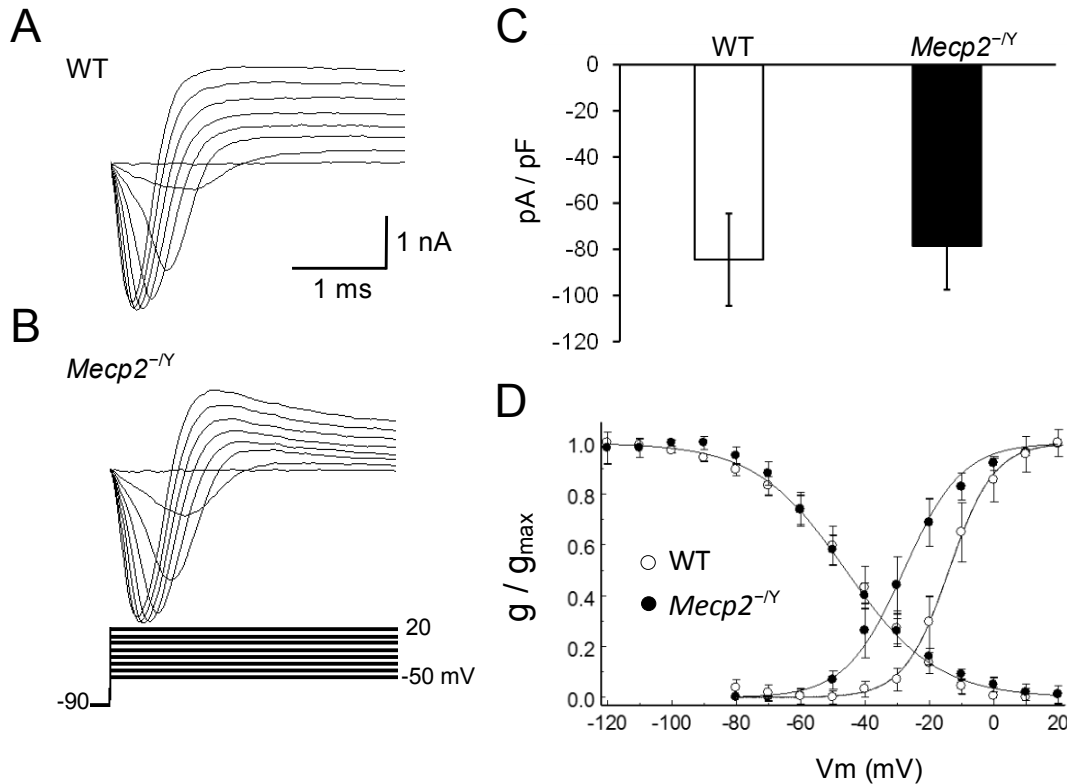 A
WT
1 nA
1 ms
B
Mecp2−/Y
20
-50 mV
-90
C
WT
Mecp2−/Y
0
-20
-40
-60
-80
-100
-120
pA / pF
D
1.0
0.8
0.6
0.4
0.2
0.0
g / gmax
WT
Mecp2−/Y
-120 -100 -80 -60 -40 -20 0 20
Vm (mV)